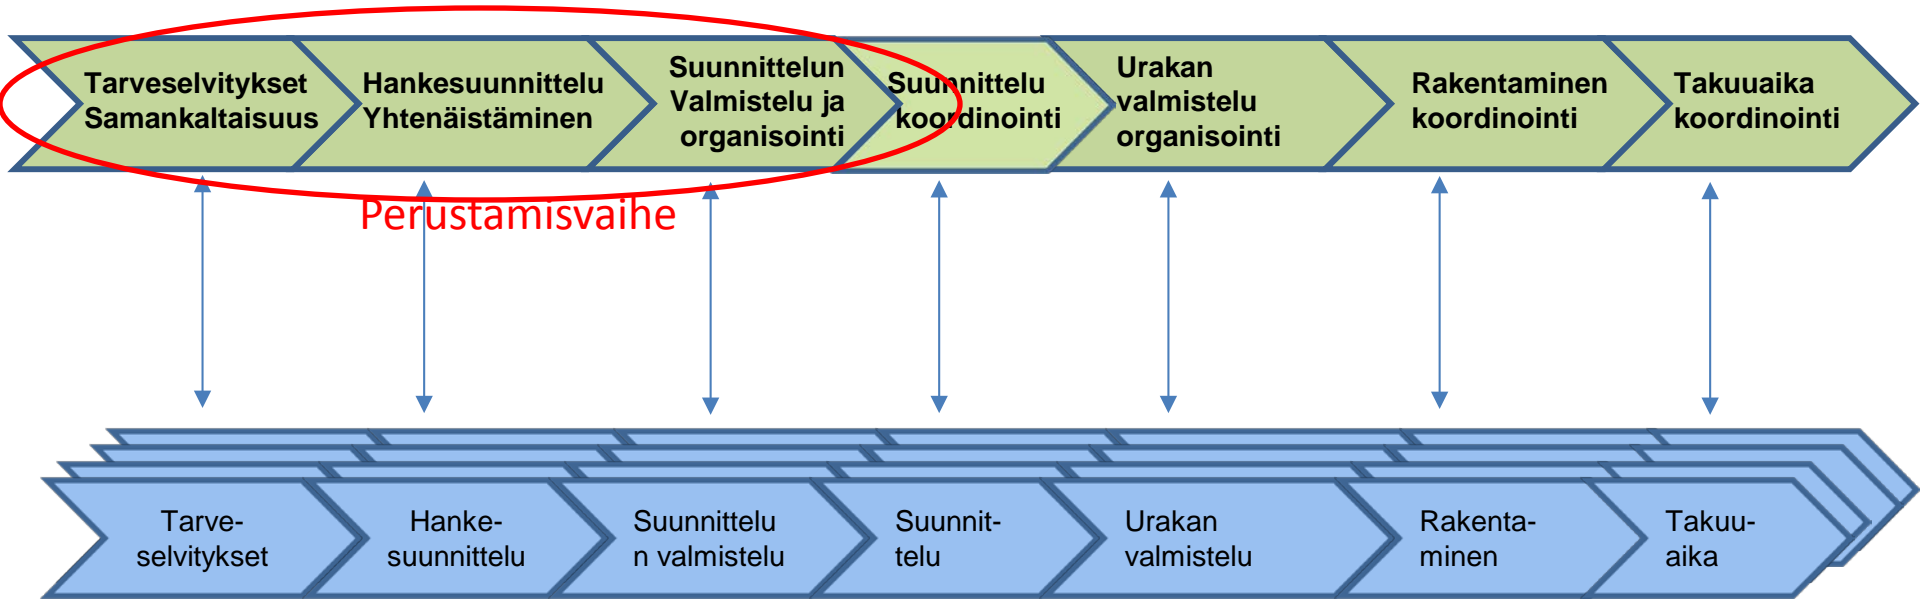 Tarveselvitykset
Samankaltaisuus
Hankesuunnittelu
Yhtenäistäminen
Suunnittelun
Valmistelu ja
organisointi
Suunnittelu
koordinointi
Urakan
valmistelu
organisointi
Rakentaminen
koordinointi
Takuuaika
koordinointi
Perustamisvaihe
Tarve-
selvitykset
Hanke-
suunnittelu
Suunnittelu
n valmistelu
Suunnit-
telu
Urakan
valmistelu
Rakenta-
minen
Takuu-
aika